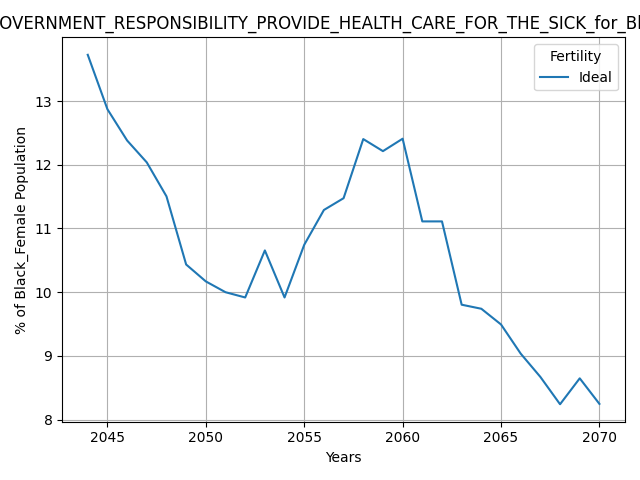 OVERNMENT_RESPONSIBILITY_PROVIDE_HEALTH_CARE_FOR_THE_SICK_for_Bl
Fertility
Ideal
% of Black_Female Population
13
12
11
10
9
8
2045 2050 2055 2060 2065 2070
Years